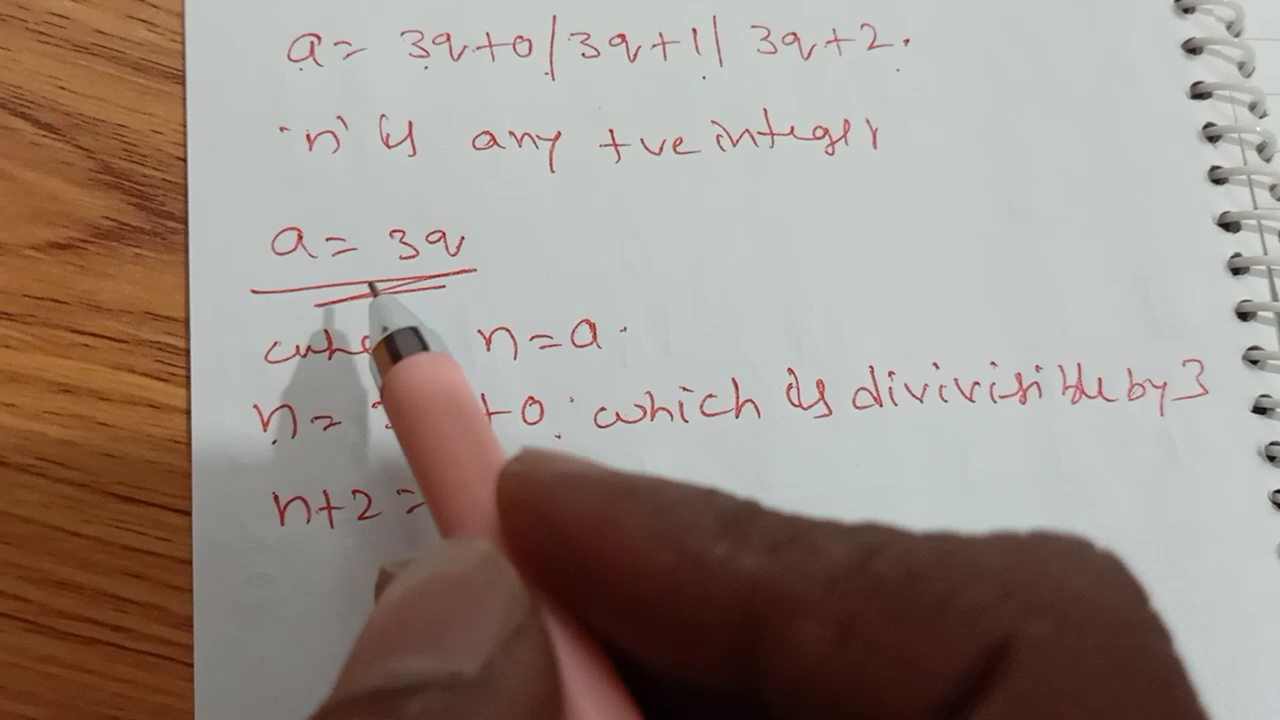 a = 3q+0/3q+1/ 3q+2.
'n' is any +ve integer
a = 3q
n=a.
n= +0. which is divivisible by 3
n+2=